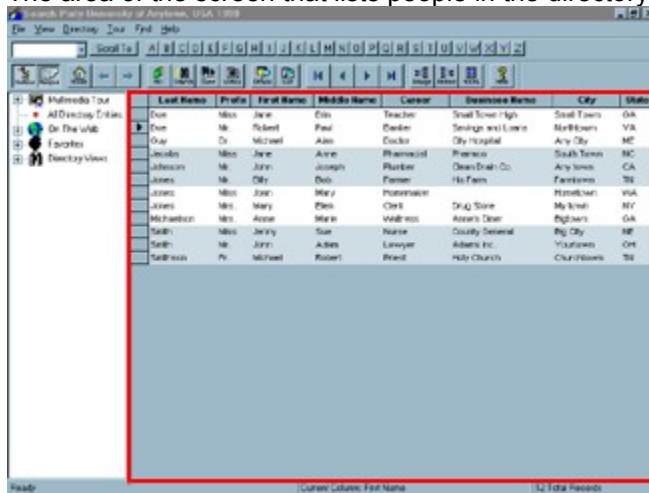 The area of the screen that lists people in the directory
Search Party University of Anytown, USA 1999
File View Directory Tour Find Help
Scroll To A B C D E F G H I J K L M N O P Q R S T U V W X Y Z
Multimedia Tour
All Directory Entries
On The Web
Favorites
Directory Views
Last Name Prefix First Name Middle Name Career Business Name City State
Doe Miss Jane Erin Teacher Small Town High Small Town GA
Doe Mr. Robert Paul Banker Savings and Loans Northtown VA
Guy Dr. Michael Alan Doctor City Hospital Any City ME
Jacobs Miss Jane Anne Pharmacist Pharmco South Town NC
Johnson Mr. John Joseph Plumber Clean Drain Co. Any town CA
Jones Mr. Billy Bob Farmer His Farm Farmtown TN
Jones Miss Joan Mary Homemaker Hometown WA
Jones Mrs. Mary Ellen Clerk Drug Store My town NY
Michaelson Mrs. Anne Marie Waitress Anne's Diner Bigtown GA
Smith Miss Jenny Sue Nurse County General Big City NE
Smith Mr. John Adam Lawyer Adams Inc. Yourtown OH
Smithson Fr. Michael Robert Priest Holy Church Churchtown TN
Ready Current Column: First Name 12 Total Records